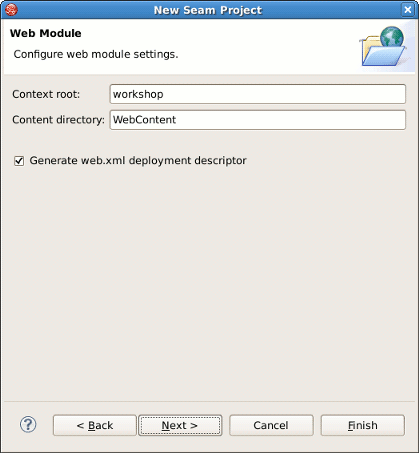 New Seam Project
Web Module
Configure web module settings.
Context root: workshop
Content directory: WebContent
Generate web.xml deployment descriptor
? < Back Next > Cancel Finish